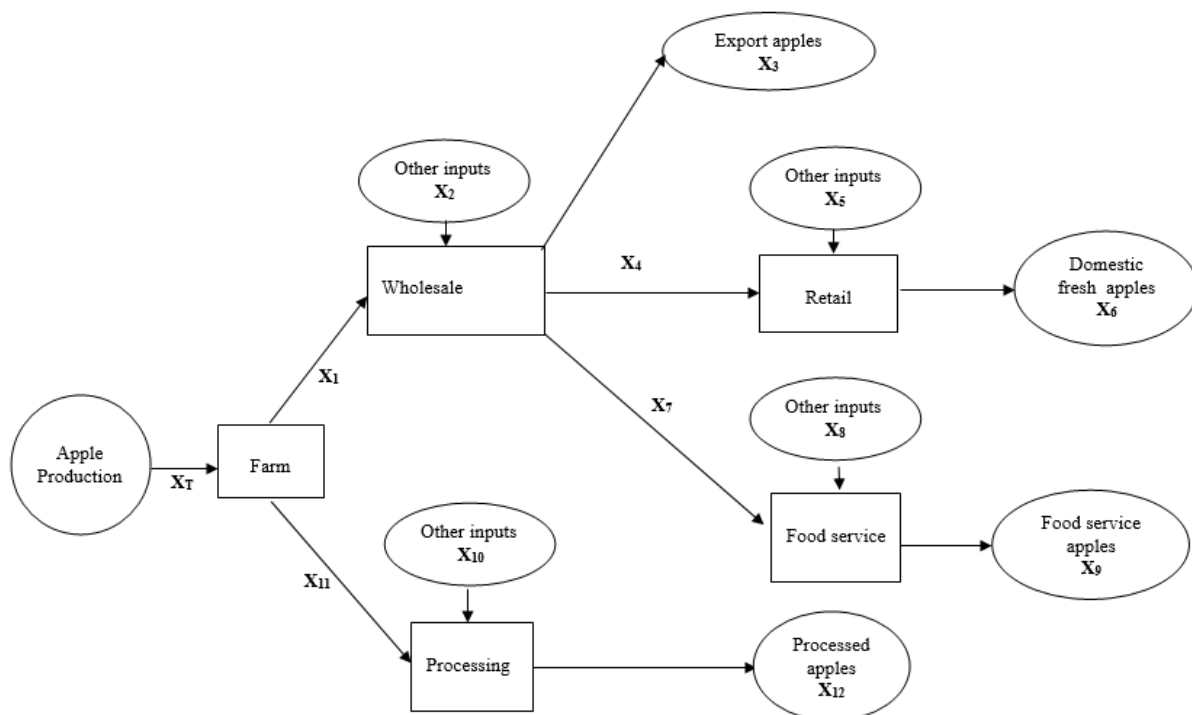 Export apples
X₃
Other inputs
X₂
Other inputs
X₅
Wholesale
X₄
Retail
Domestic
fresh apples
X₆
X₁
X₇
Other inputs
X₈
Apple
Production
X_T
Farm
Other inputs
X₁₀
Food service
Food service
apples
X₉
X₁₁
Processing
Processed
apples
X₁₂